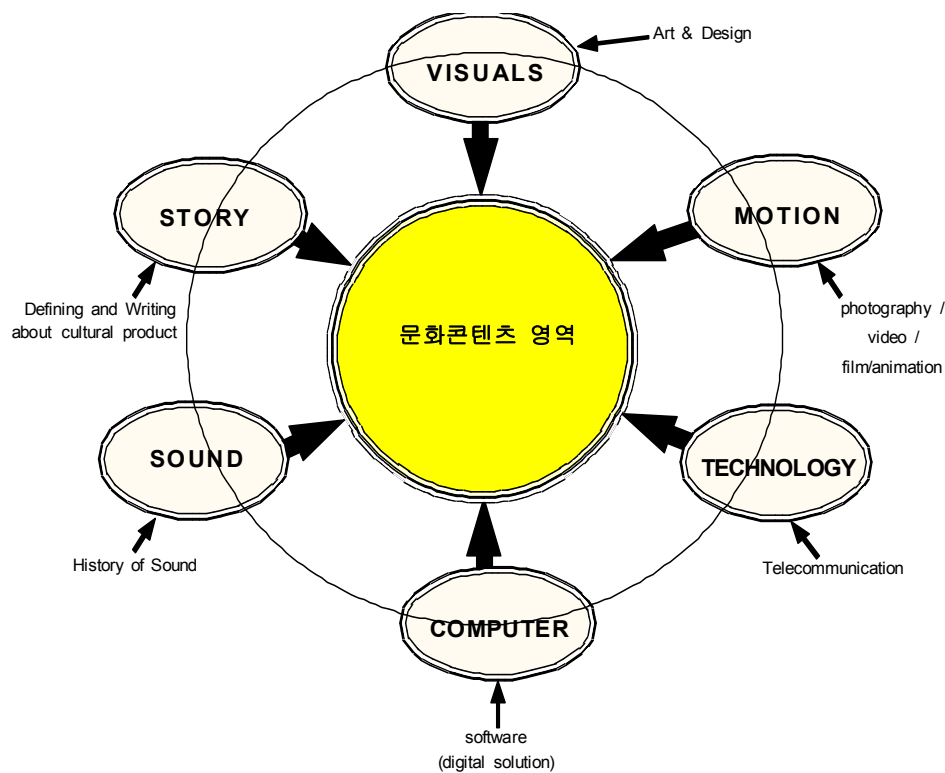 Art & Design
VISUALS
STORY
MOTION
Defining and Writing
about cultural product
photography /
video /
film/animation
문화콘텐츠 영역
SOUND
TECHNOLOGY
History of Sound
Telecommunication
COMPUTER
software
(digital solution)